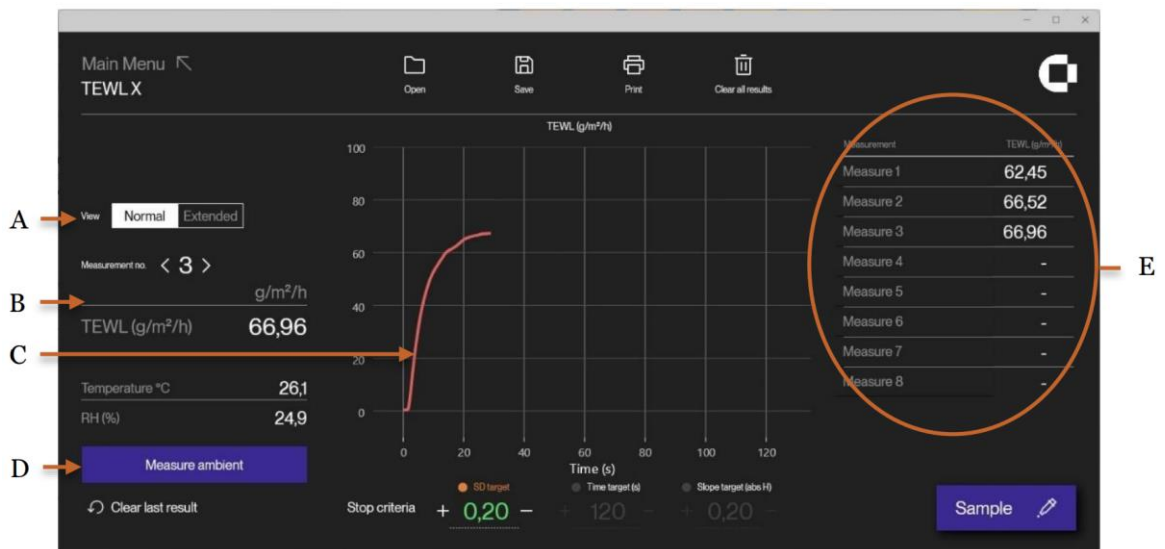 Main Menu
TEWL X
Open
Save
Print
Clear all results
TEWL (g/m²/h)
100
80
60
40
20
0
0 20 40 60 80 100 120
Time (s)
A
View Normal Extended
Measurement no. < 3 >
B
g/m²/h
TEWL (g/m²/h) 66,96
C
Temperature °C 26,1
RH (%) 24,9
D
Measure ambient
Clear last result
Stop criteria
SD target
+ 0,20 -
Time target (s)
+ 120 -
Slope target (abs H)
+ 0,20 -
Measurement TEWL (g/m²/h)
Measure 1 62,45
Measure 2 66,52
Measure 3 66,96
Measure 4 -
Measure 5 -
Measure 6 -
Measure 7 -
Measure 8 -
E
Sample